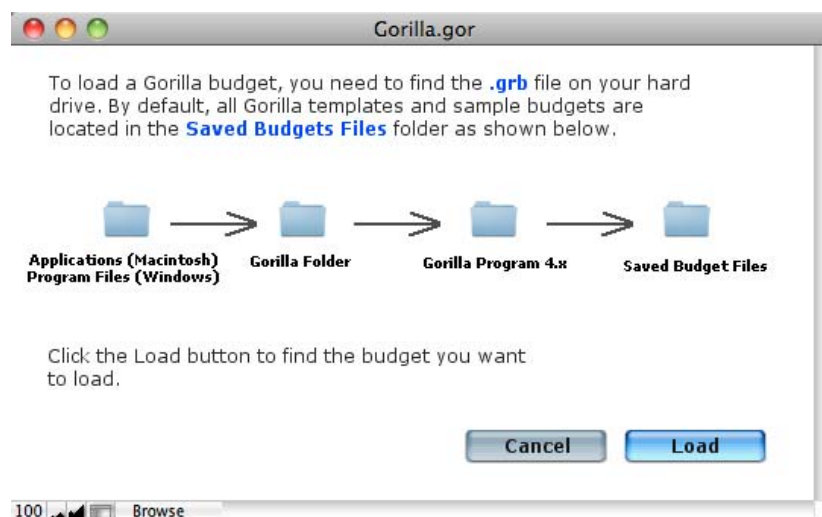 Gorilla.gor
To load a Gorilla budget, you need to find the .grb file on your hard
drive. By default, all Gorilla templates and sample budgets are
located in the Saved Budgets Files folder as shown below.
Applications (Macintosh)
Program Files (Windows)
Gorilla Folder
Gorilla Program 4.x
Saved Budget Files
Click the Load button to find the budget you want
to load.
Cancel
Load
100
Browse